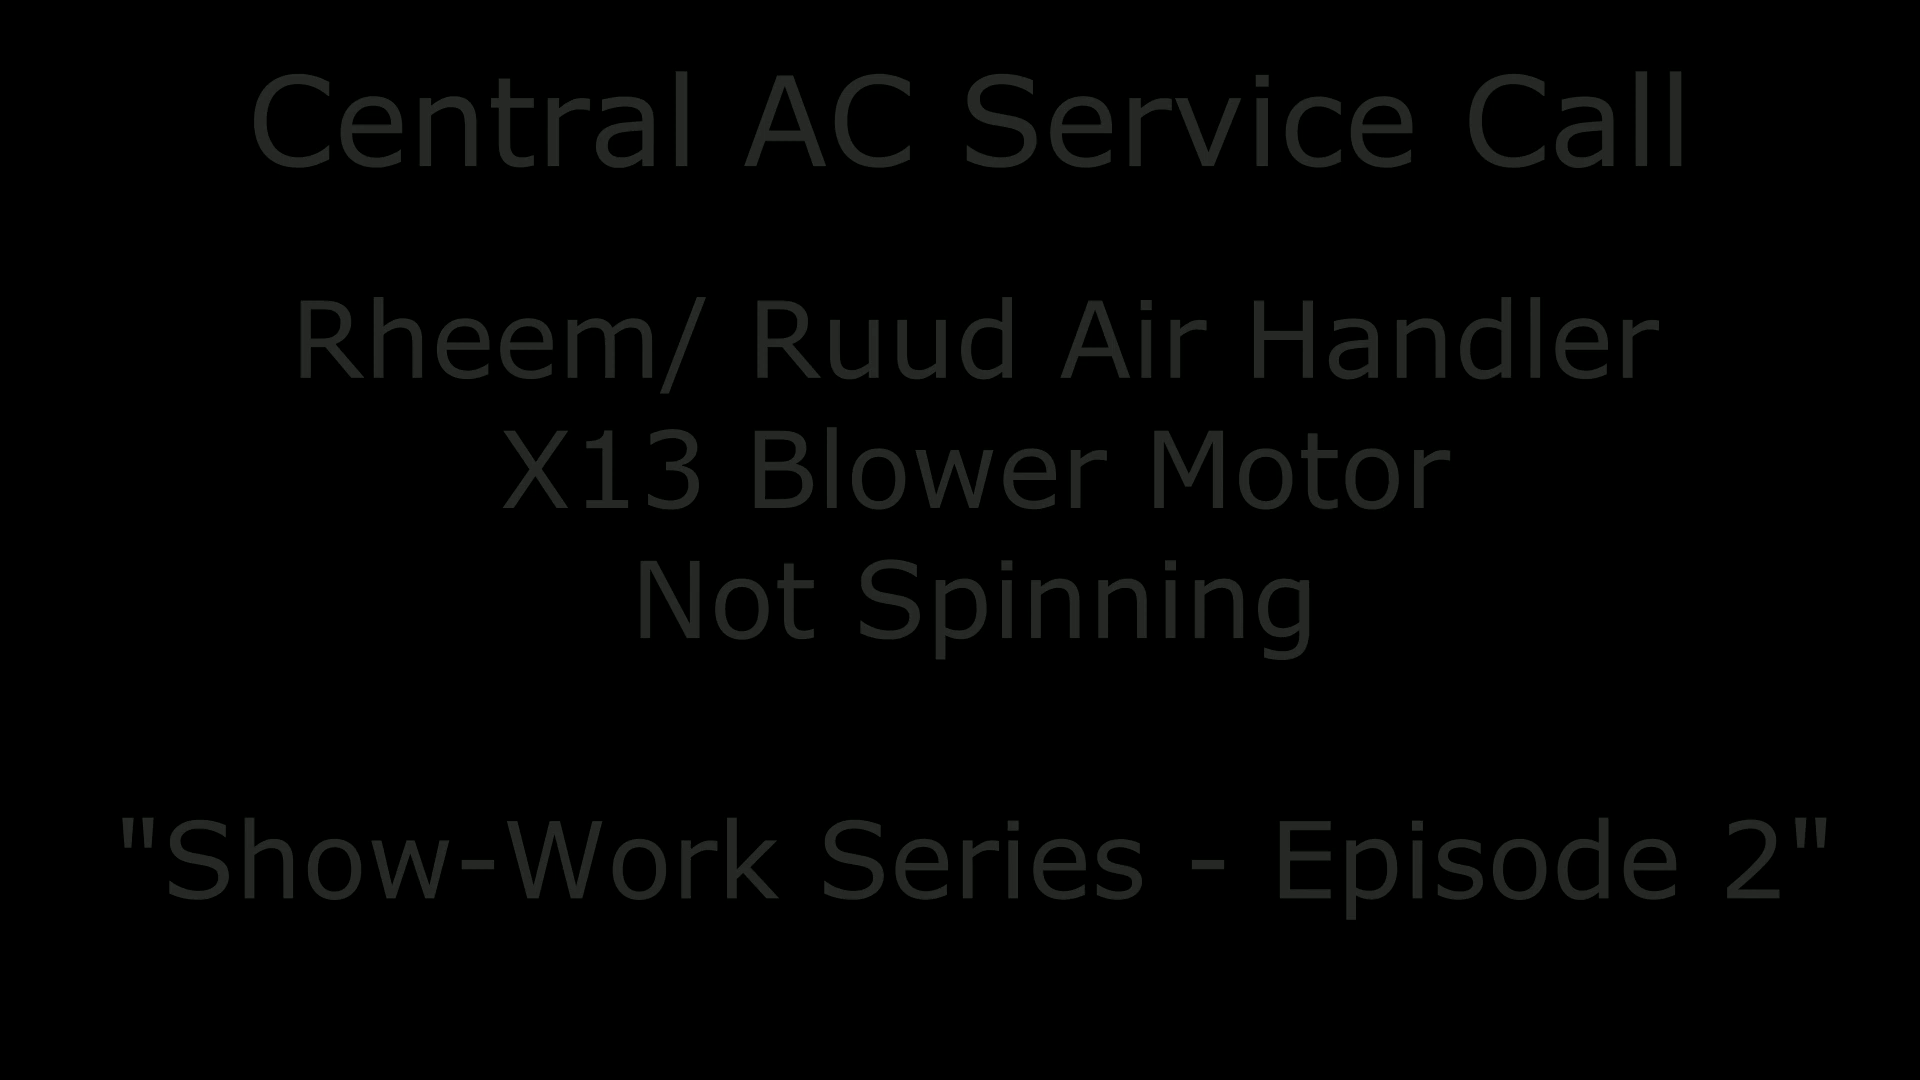 Central AC Service Call
Rheem/ Ruud Air Handler
X13 Blower Motor
Not Spinning
"Show-Work Series - Episode 2"